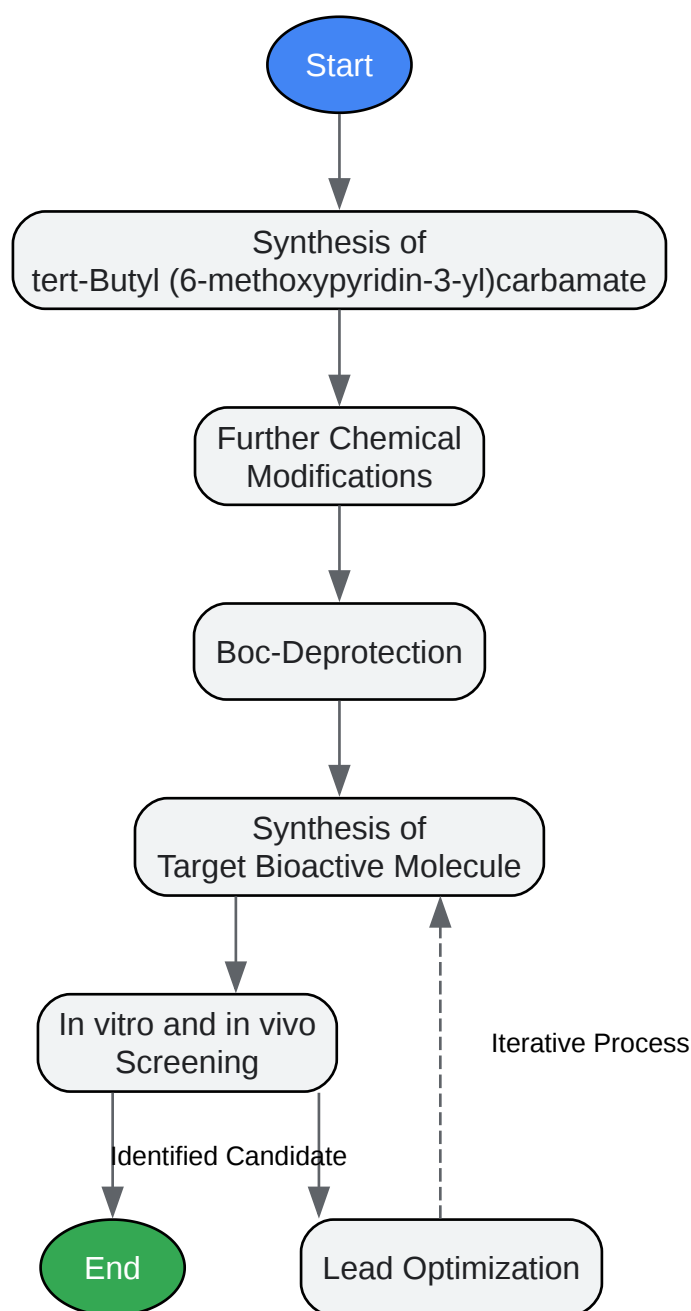 Start
Synthesis of
tert-Butyl (6-methoxypyridin-3-yl)carbamate
Further Chemical
Modifications
Boc-Deprotection
Synthesis of
Target Bioactive Molecule
In vitro and in vivo
Screening
Iterative Process
Identified Candidate
End
Lead Optimization